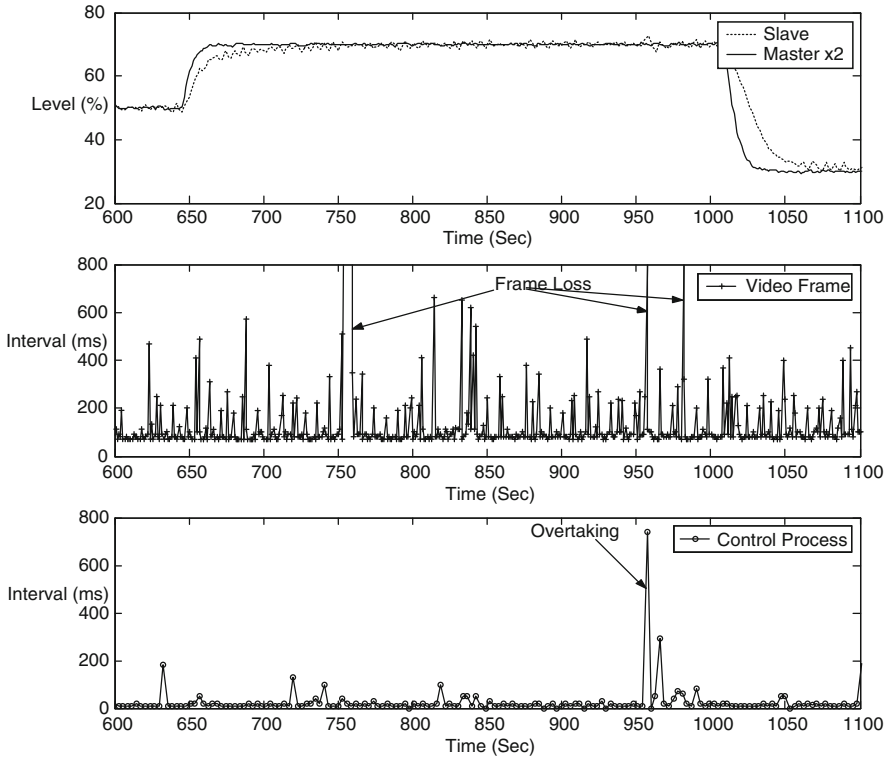 80
60
Level (%)
40
20
Slave
Master x2
600 650 700 750 800 850 900 950 1000 1050 1100
Time (Sec)
800
600
Interval (ms)
400
200
0
Frame Loss
Video Frame
600 650 700 750 800 850 900 950 1000 1050 1100
Time (Sec)
800
600
Interval (ms)
400
200
0
Overtaking
Control Process
600 650 700 750 800 850 900 950 1000 1050 1100
Time (Sec)